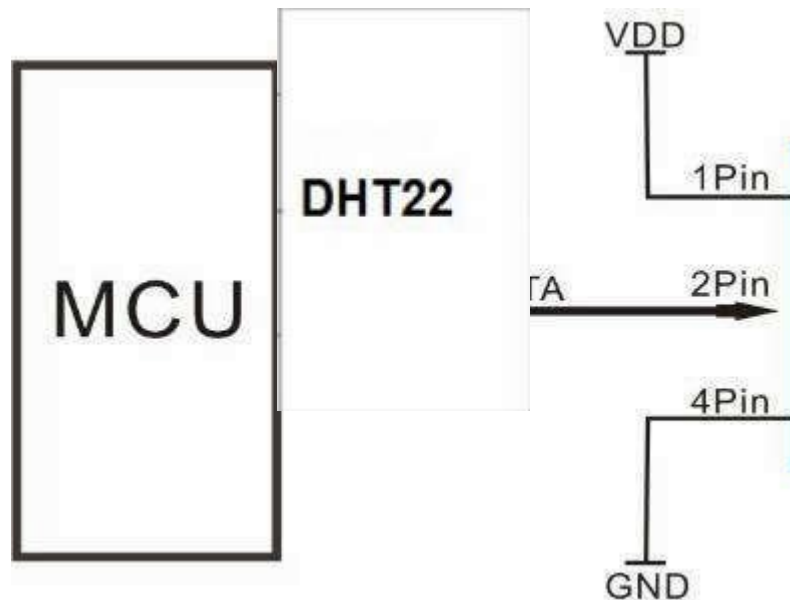 VDD
1Pin
DHT22
MCU
TA
2Pin
4Pin
GND